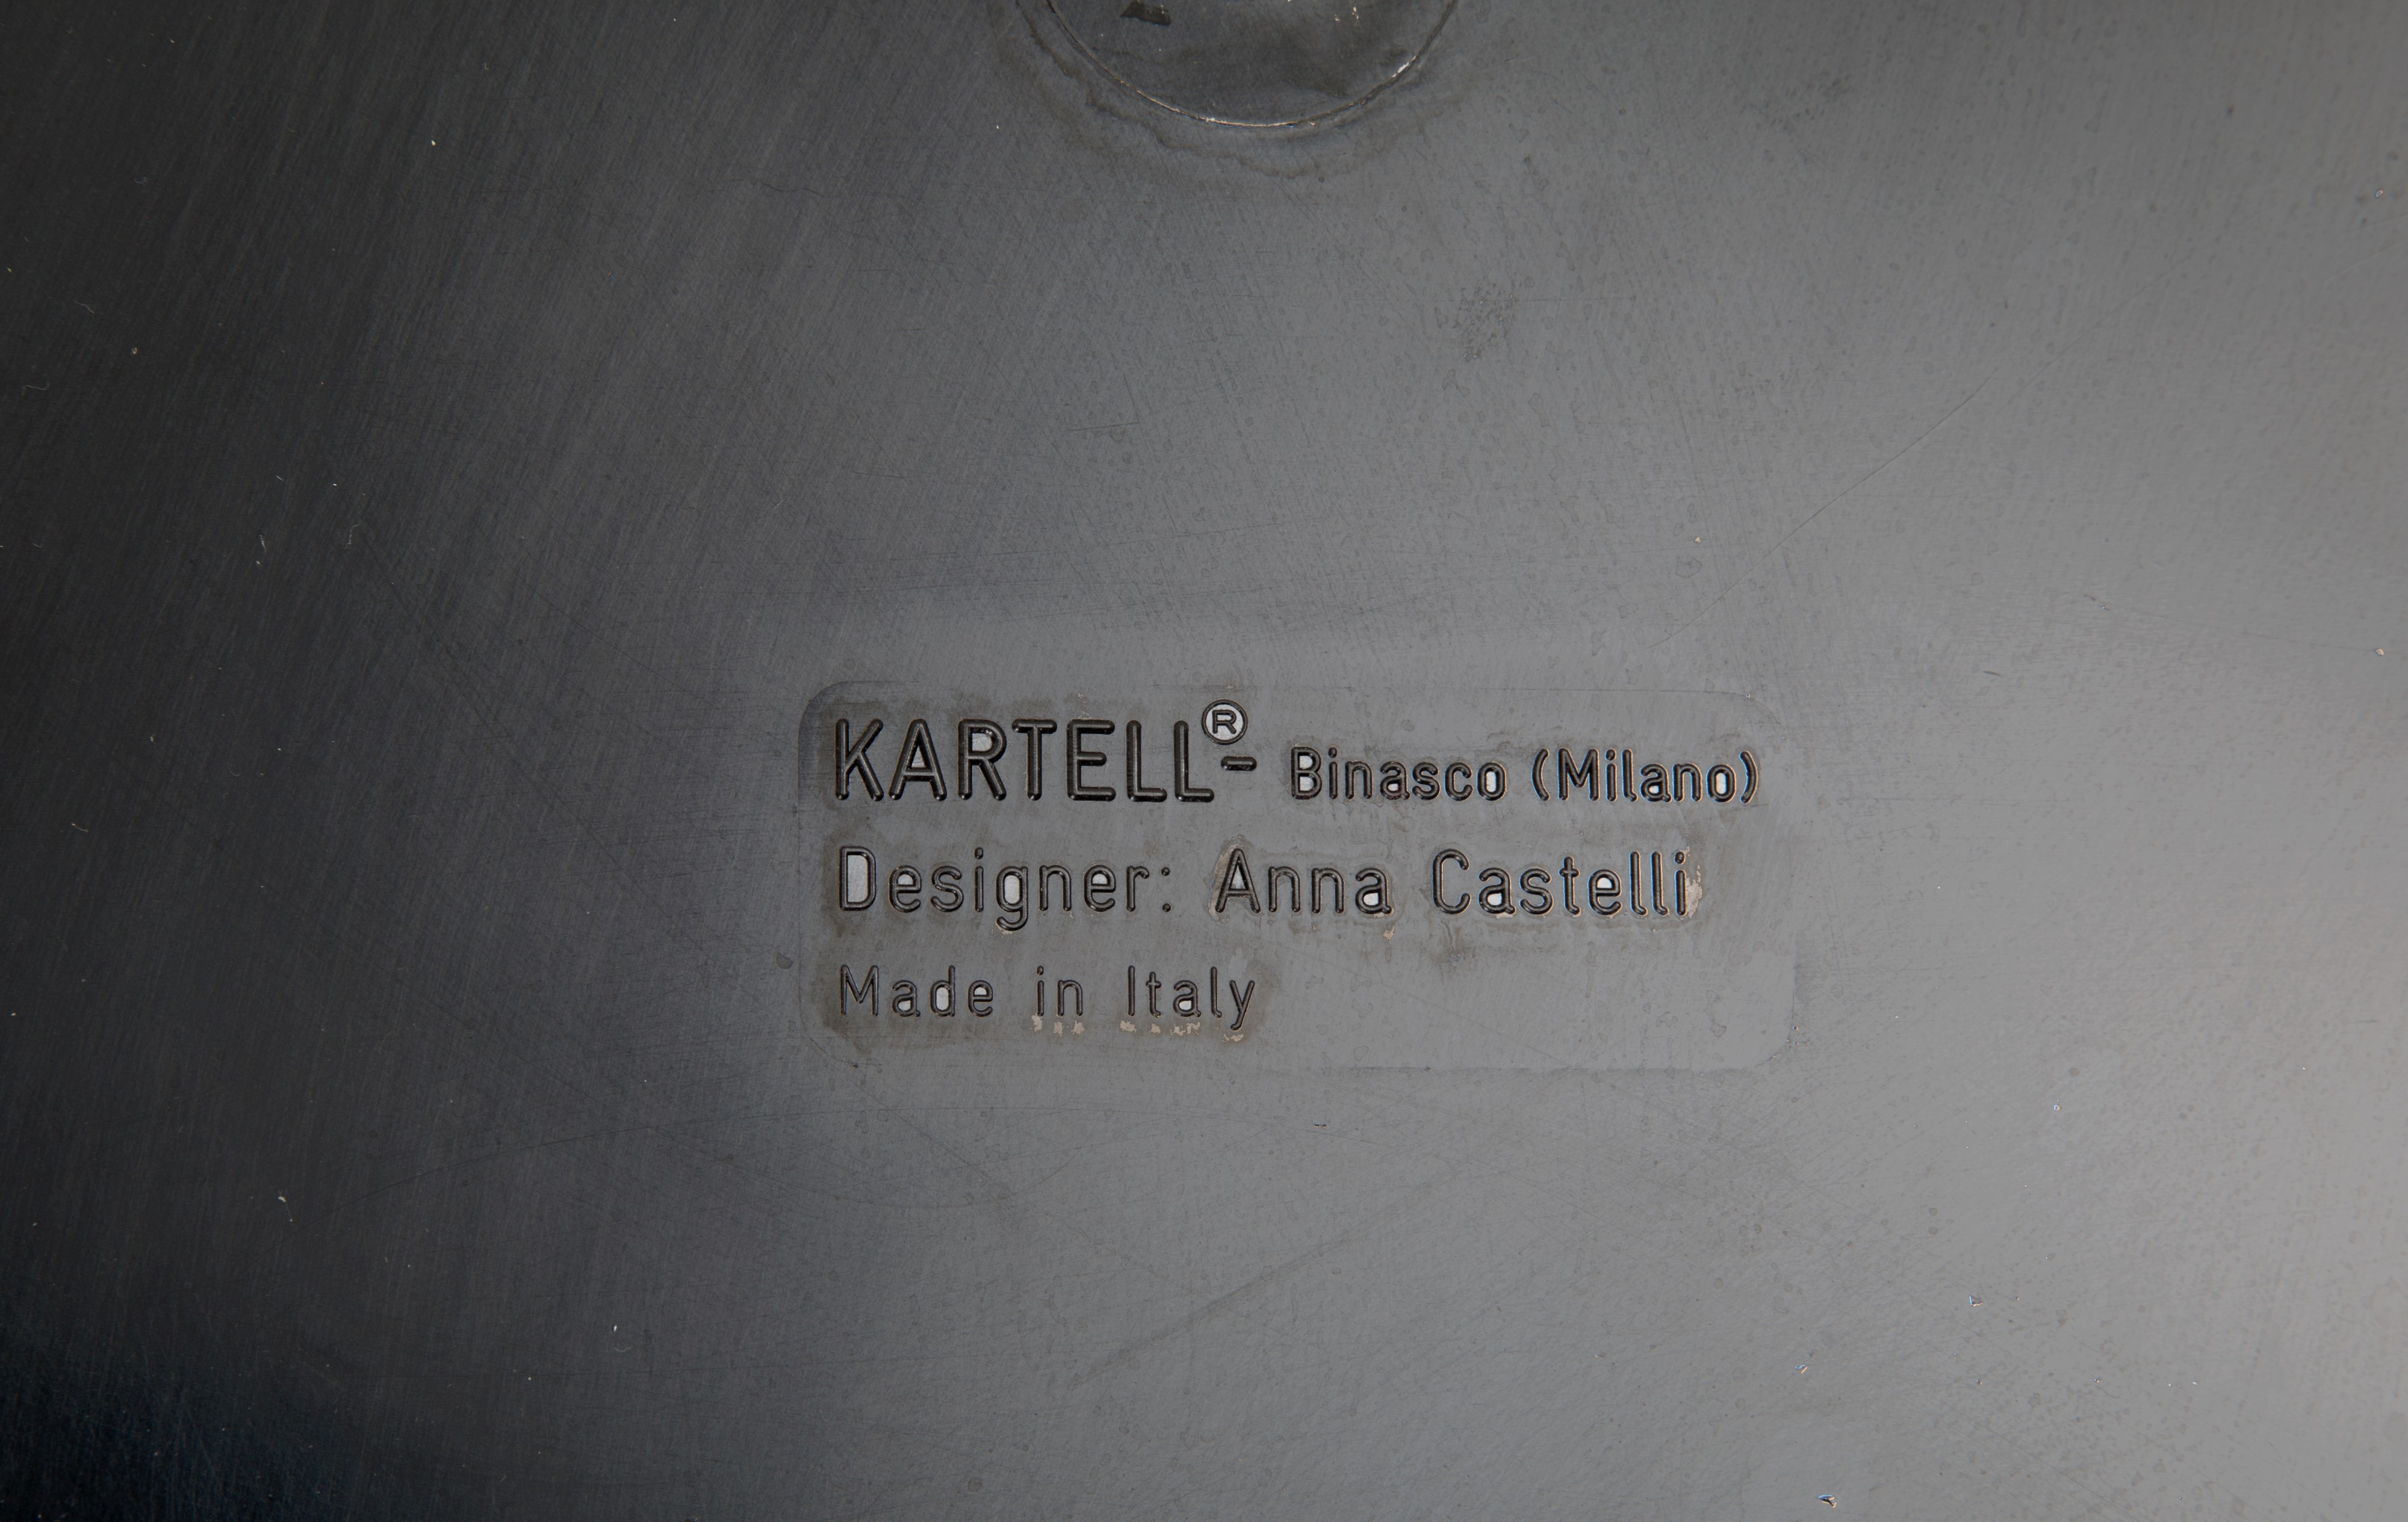 KARTELL®- Binasco (Milano)
Designer: Anna Castelli
Made in Italy